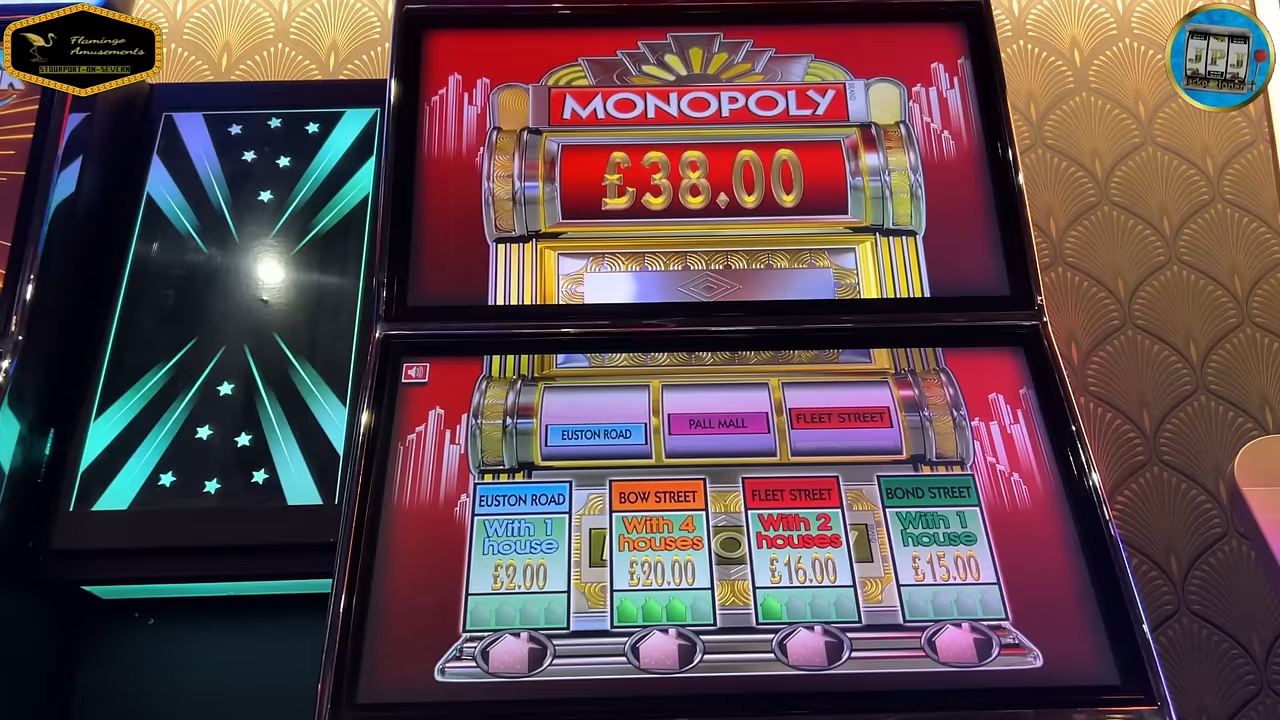 Flamingo
Amusements
STOURPORT-ON-SEVERN
JPJ
MONOPOLY
BRAND
£38.00
EUSTON ROAD
PALL MALL
FLEET STREET
EUSTON ROAD
With 1
house
£2.00
BOW STREET
With 4
houses
£20.00
FLEET STREET
With 2
houses
£16.00
BOND STREET
With 1
house
£15.00